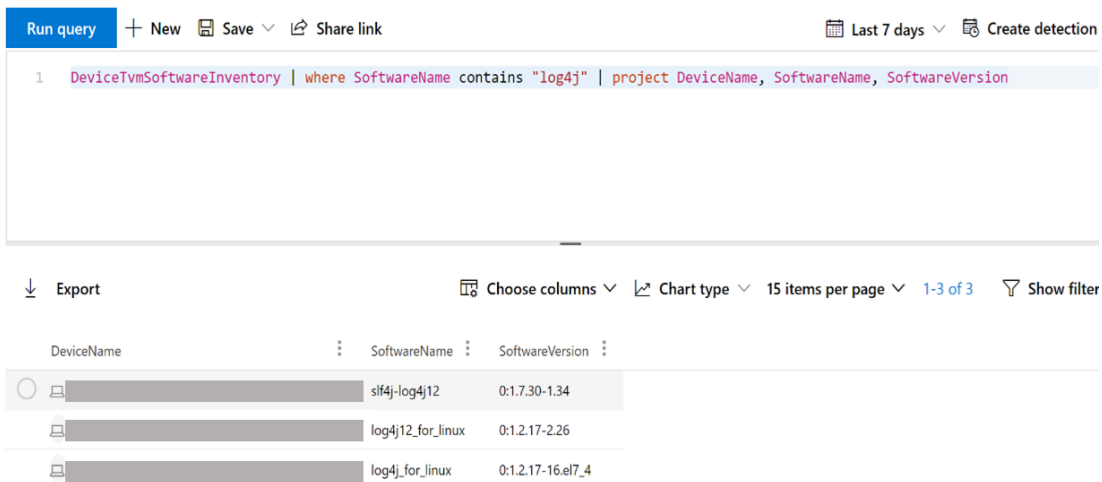 Run query New Save Share link Last 7 days Create detection
1 DeviceTvmSoftwareInventory | where SoftwareName contains "log4j" | project DeviceName, SoftwareName, SoftwareVersion
Export Choose columns Chart type 15 items per page 1-3 of 3 Show filter
DeviceName SoftwareName SoftwareVersion
slf4j-log4j12 0:1.7.30-1.34
log4j12_for_linux 0:1.2.17-2.26
log4j_for_linux 0:1.2.17-16.el7_4